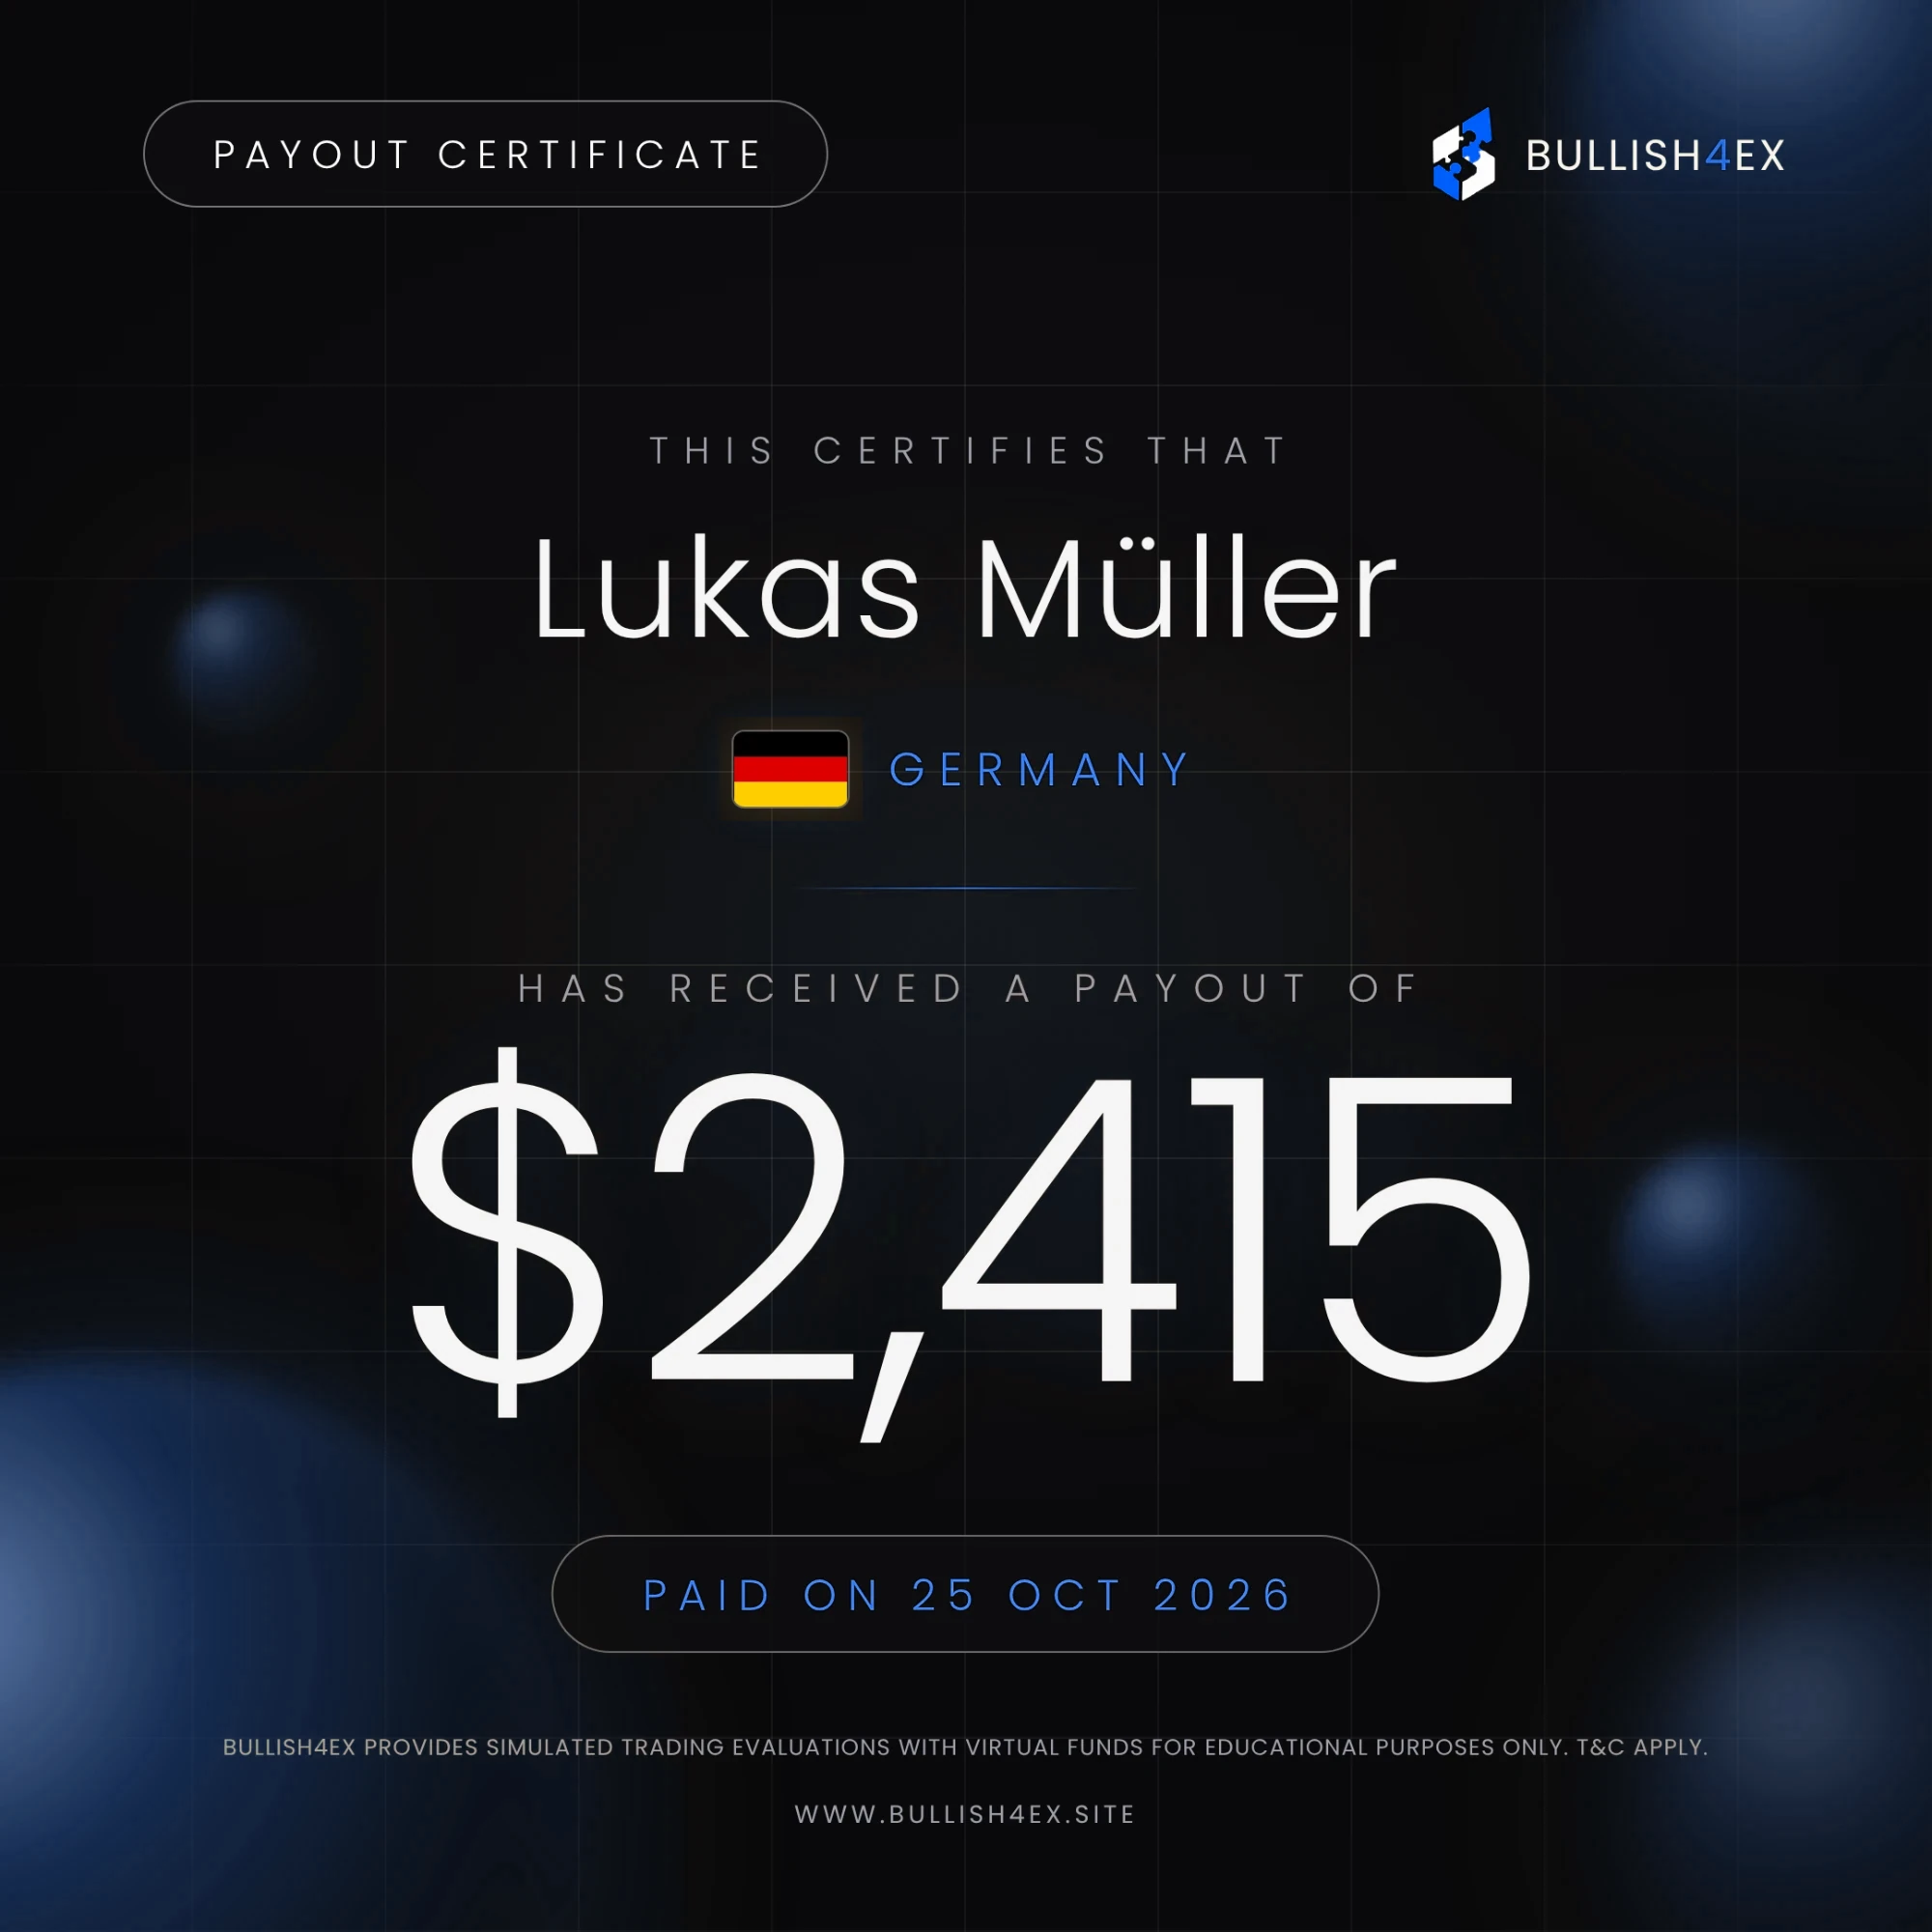 PAYOUT CERTIFICATE
BULLISH4EX
THIS CERTIFIES THAT
Lukas Müller
GERMANY
HAS RECEIVED A PAYOUT OF
$2,415
PAID ON 25 OCT 2026
BULLISH4EX PROVIDES SIMULATED TRADING EVALUATIONS WITH VIRTUAL FUNDS FOR EDUCATIONAL PURPOSES ONLY. T&C APPLY.
WWW.BULLISH4EX.SITE